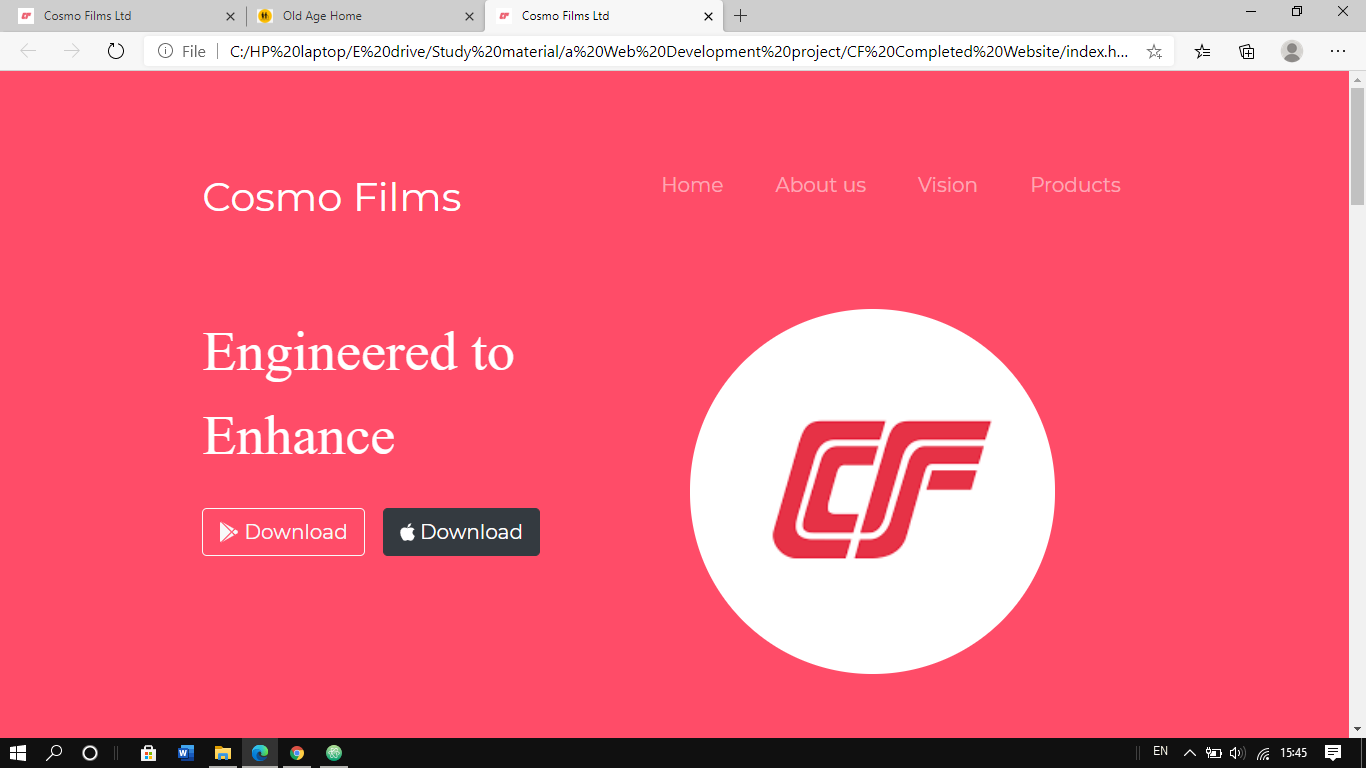 Cosmo Films Ltd
Old Age Home
Cosmo Films Ltd
File
C:/HP%20laptop/E%20drive/Study%20material/a%20Web%20Development%20project/CF%20Completed%20Website/index.h...
Cosmo Films
Home
About us
Vision
Products
Engineered to
Enhance
CF
Download
Download
EN
15:45